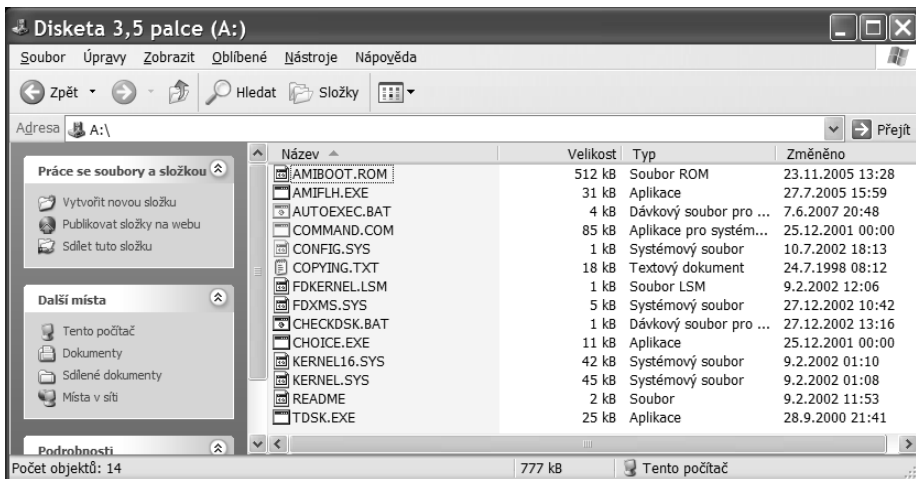 Disketa 3,5 palce (A:)
Soubor Úpravy Zobrazit Oblíbené Nástroje Nápověda
Zpět Hledat Složky
Adresa A:\ Přejít
Práce se soubory a složkou
Vytvořit novou složku
Publikovat složky na webu
Sdílet tuto složku
Další místa
Tento počítač
Dokumenty
Sdílené dokumenty
Místa v síti
Podrobnosti
Název Velikost Typ Změněno
AMIBOOT.ROM 512 kB Soubor ROM 23.11.2005 13:28
AMIFLH.EXE 31 kB Aplikace 27.7.2005 15:59
AUTOEXEC.BAT 4 kB Dávkový soubor pro ... 7.6.2007 20:48
COMMAND.COM 85 kB Aplikace pro systém... 25.12.2001 00:00
CONFIG.SYS 1 kB Systémový soubor 10.7.2002 18:13
COPYING.TXT 18 kB Textový dokument 24.7.1998 08:12
FDKERNEL.LSM 1 kB Soubor LSM 9.2.2002 12:06
FDXMS.SYS 5 kB Systémový soubor 27.12.2002 10:42
CHECKDSK.BAT 1 kB Dávkový soubor pro ... 27.12.2002 13:16
CHOICE.EXE 11 kB Aplikace 25.12.2001 00:00
KERNEL16.SYS 42 kB Systémový soubor 9.2.2002 01:10
KERNEL.SYS 45 kB Systémový soubor 9.2.2002 01:08
README 2 kB Soubor 9.2.2002 11:53
TDSK.EXE 25 kB Aplikace 28.9.2000 21:41
Počet objektů: 14 777 kB Tento počítač